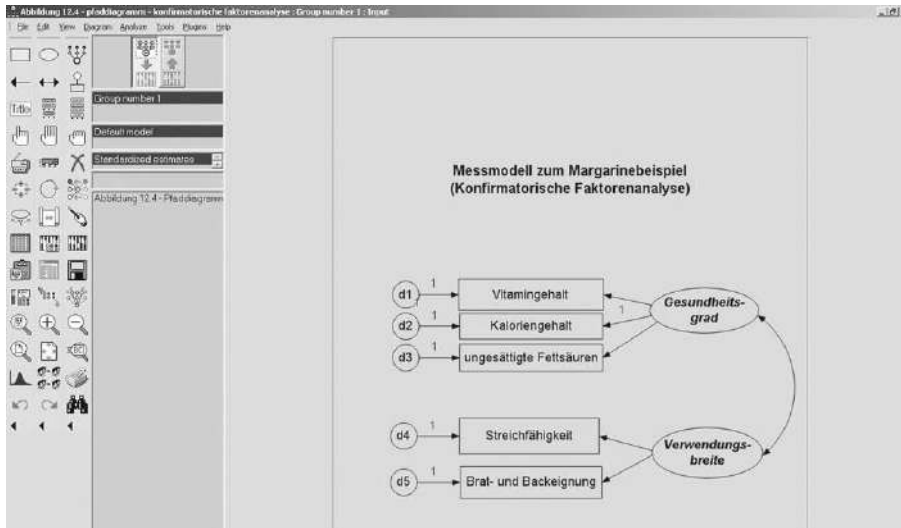 Abbildung 12.4 - pfaddiagramm - konfirmatorische faktorenanalyse : Group number 1 : Input
File Edit View Diagram Analyze Tools Plugins Help
Title
Group number 1
Default model
Standardized estimates
Abbildung 12.4 - Pfaddiagramm
Messmodell zum Margarinebeispiel
(Konfirmatorische Faktorenanalyse)
d1 1 Vitamingehalt
Gesundheits-
grad
d2 1 Kaloriengehalt 1
d3 1 ungesättigte Fettsäuren
d4 1 Streichfähigkeit
Verwendungs-
breite
d5 1 Brat- und Backeignung